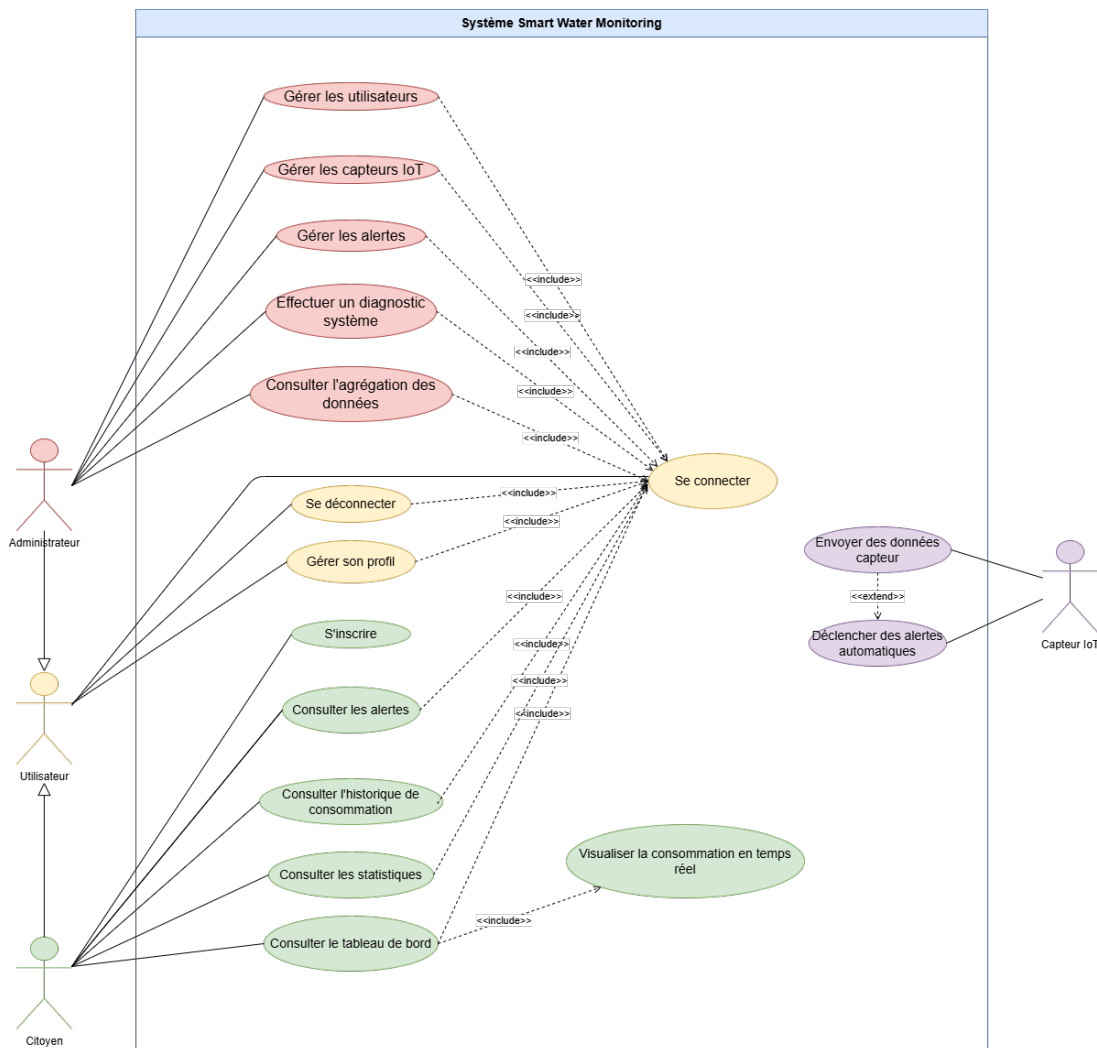 Système Smart Water Monitoring
Gérer les utilisateurs
Gérer les capteurs IoT
Gérer les alertes
<<include>>
Effectuer un diagnostic
système
<<include>>
<<include>>
Consulter l'agrégation des
données
<<include>>
<<include>>
Se connecter
Se déconnecter
<<include>>
<<include>>
Administrateur
Envoyer des données
capteur
Gérer son profil
<<include>>
<<extend>>
S'inscrire
Déclencher des alertes
automatiques
Capteur IoT
<<include>>
<<include>>
Consulter les alertes
<<include>>
Utilisateur
Consulter l'historique de
consommation
Visualiser la consommation en temps
réel
Consulter les statistiques
<<include>>
Consulter le tableau de bord
Citoyen